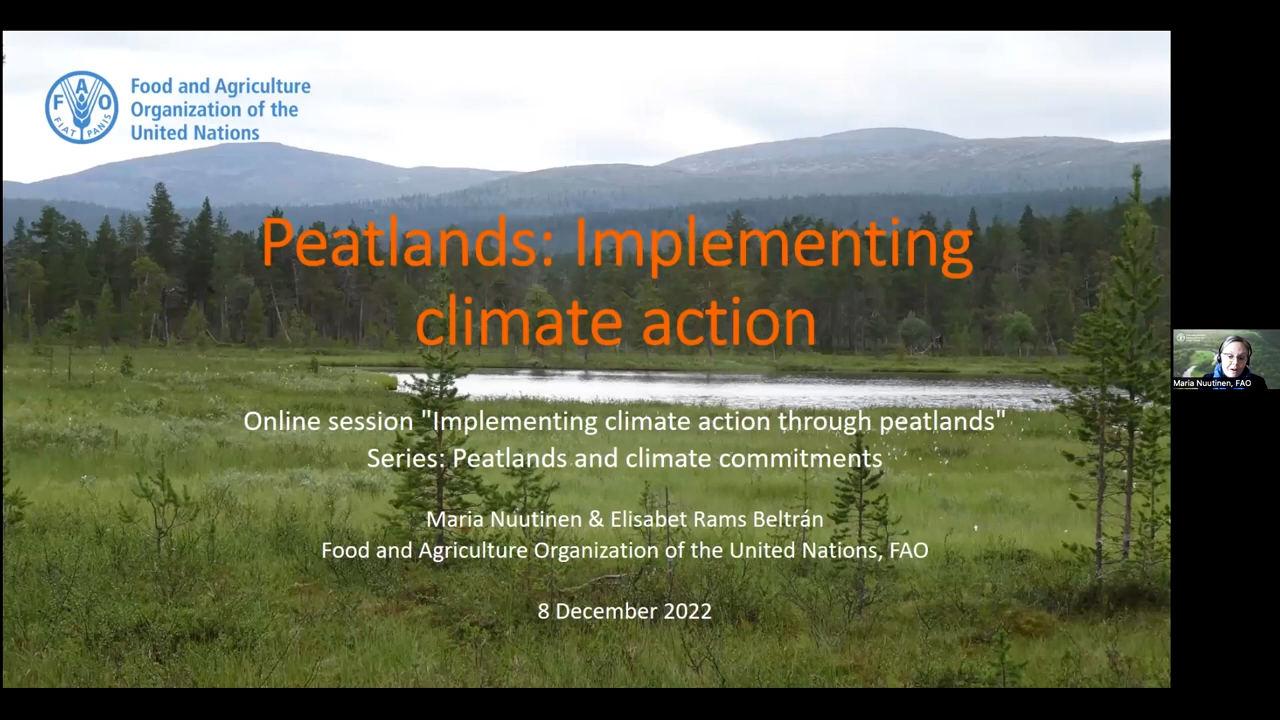 Food and Agriculture
Organization of the
United Nations
F A O
FIAT PANIS
Peatlands: Implementing
climate action
Online session "Implementing climate action through peatlands"
Series: Peatlands and climate commitments
Maria Nuutinen & Elisabet Rams Beltrán
Food and Agriculture Organization of the United Nations, FAO
8 December 2022
Maria Nuutinen, FAO